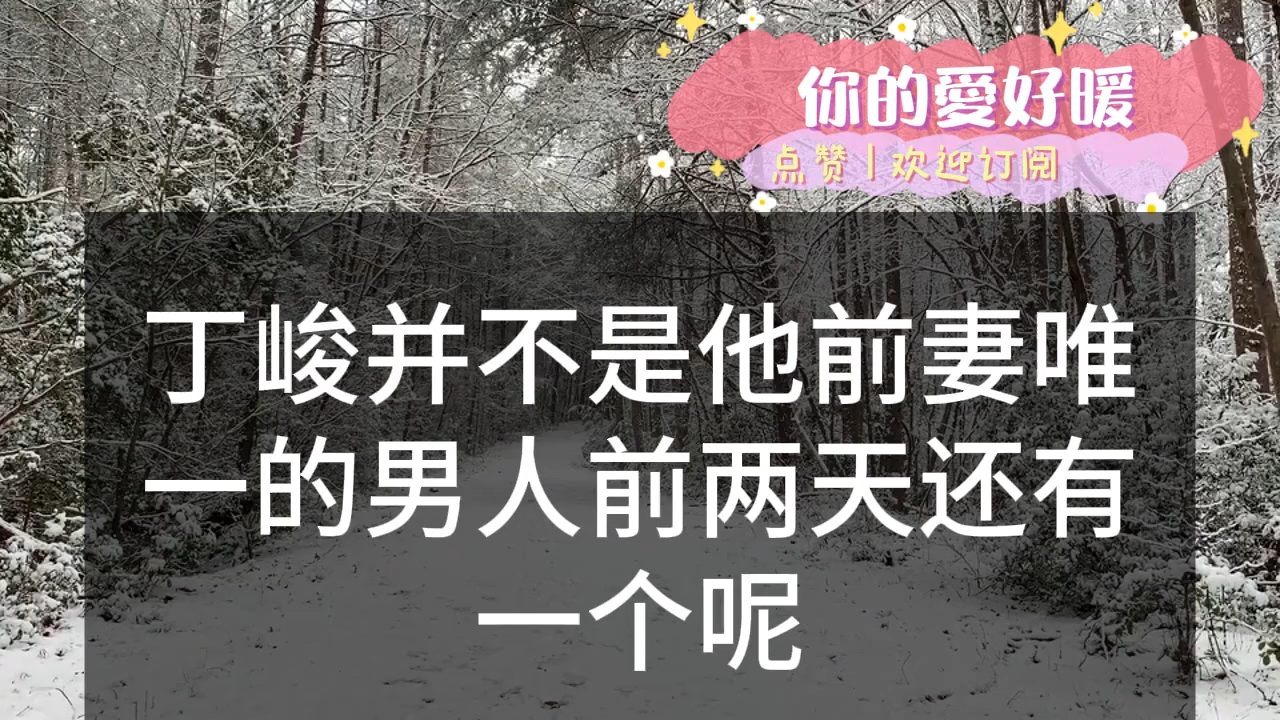 你的愛好暖
点赞 | 欢迎订阅
丁峻并不是他前妻唯
一的男人前两天还有
一个呢